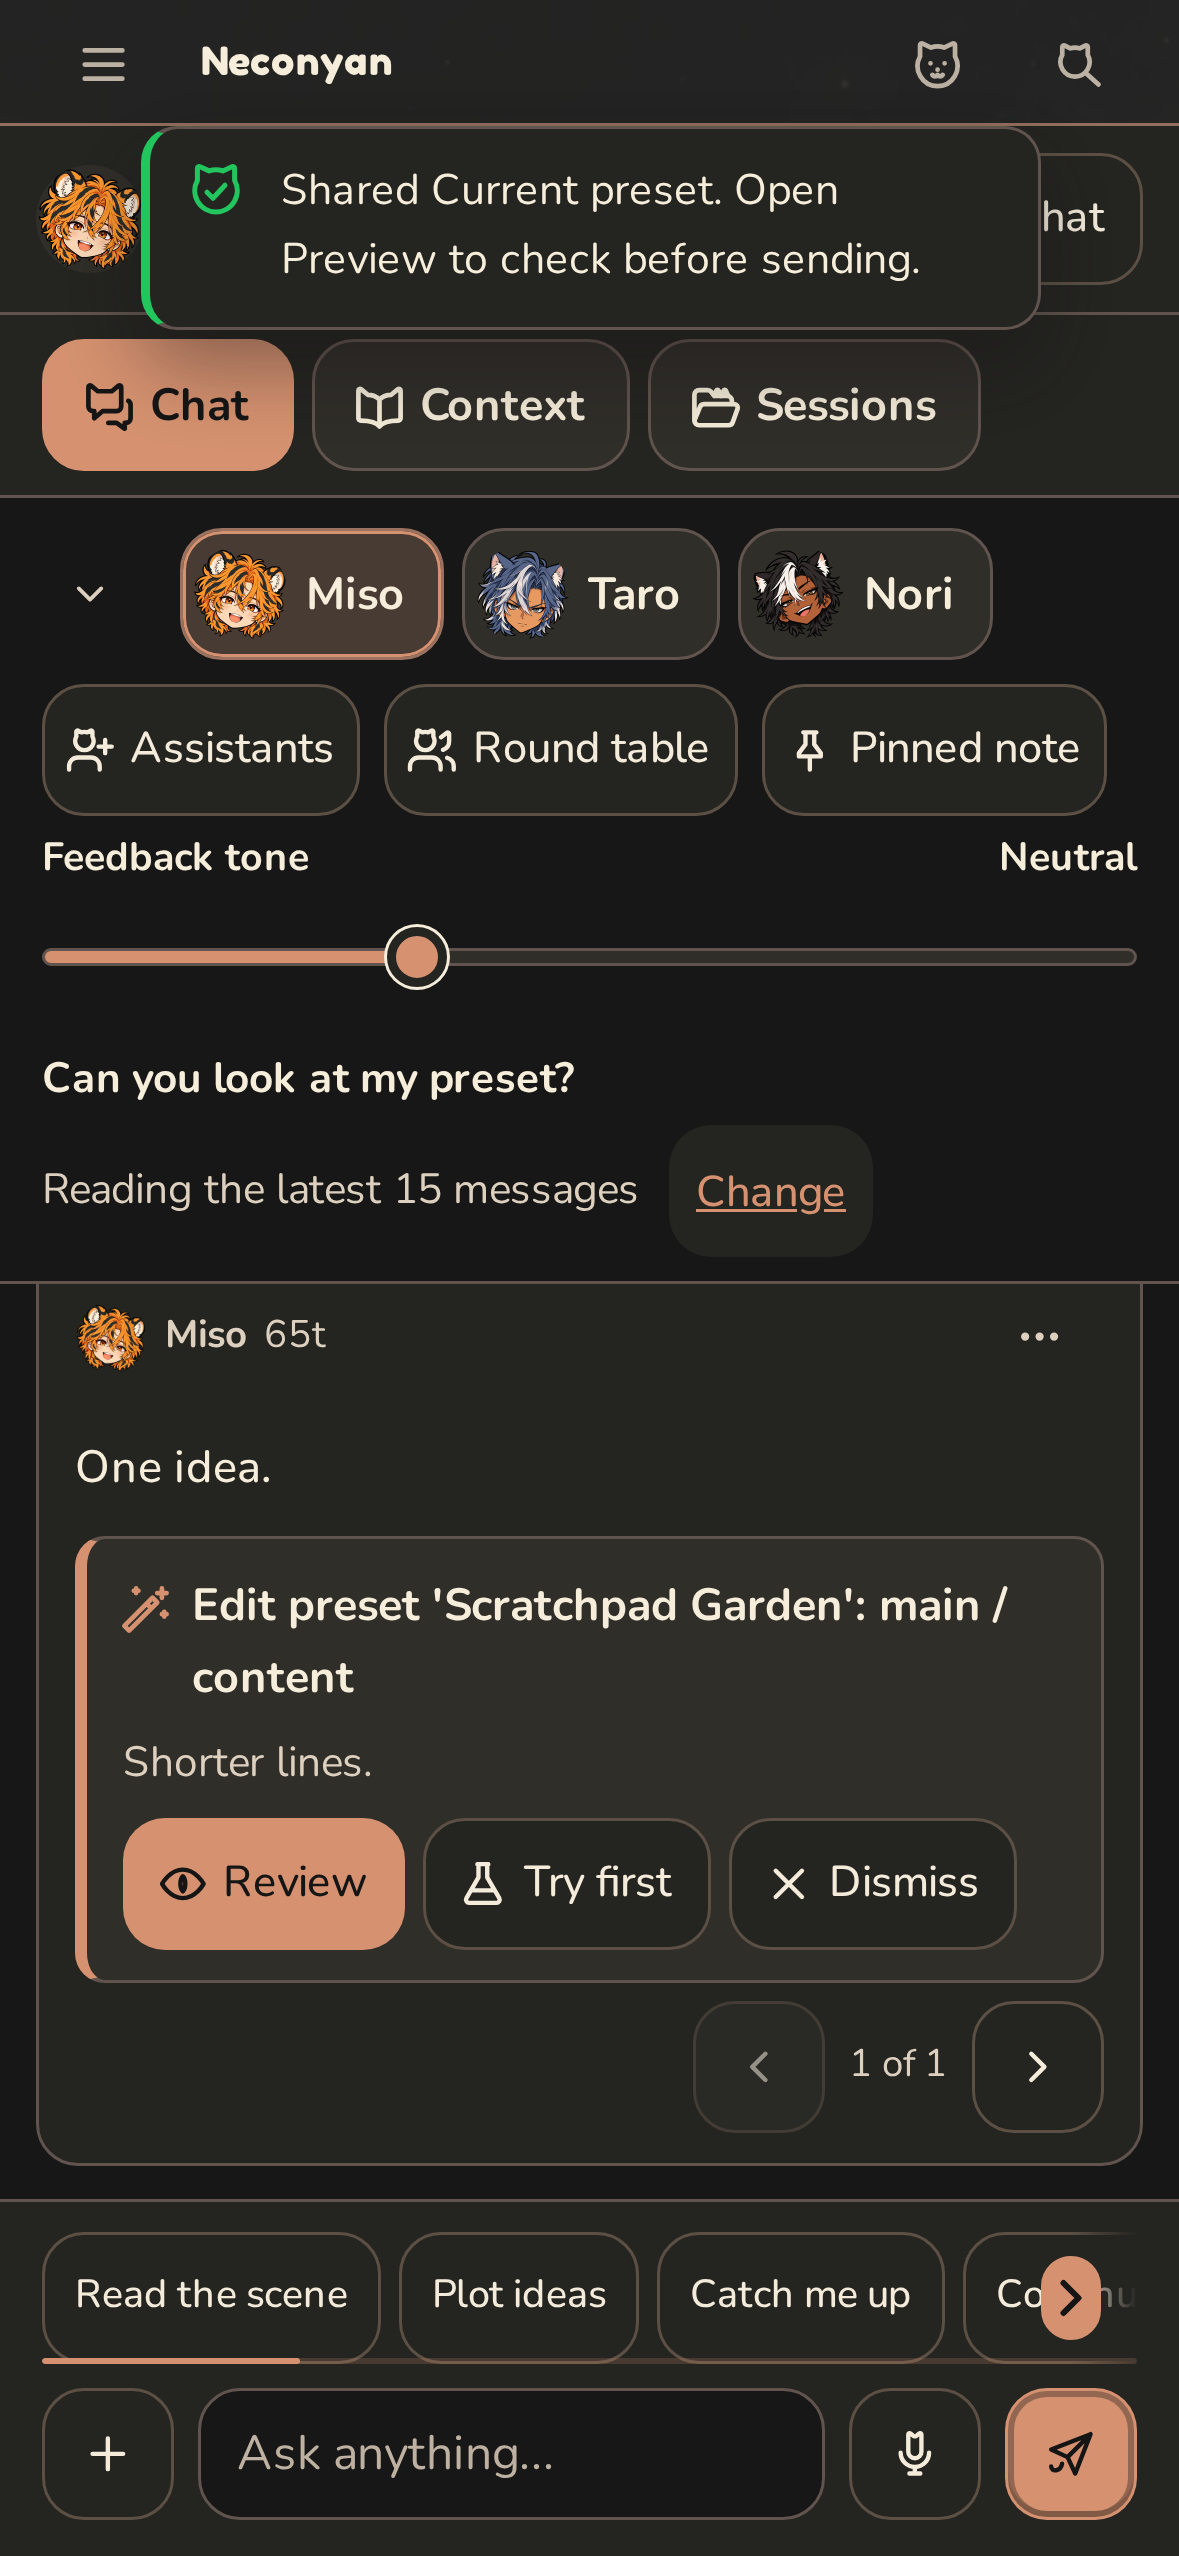 Neconyan
Shared Current preset. Open
Preview to check before sending.
hat
Chat
Context
Sessions
Miso
Taro
Nori
Assistants
Round table
Pinned note
Feedback tone
Neutral
Can you look at my preset?
Reading the latest 15 messages
Change
Miso 65t
One idea.
Edit preset 'Scratchpad Garden': main /
content
Shorter lines.
Review
Try first
Dismiss
1 of 1
Read the scene
Plot ideas
Catch me up
Ask anything...